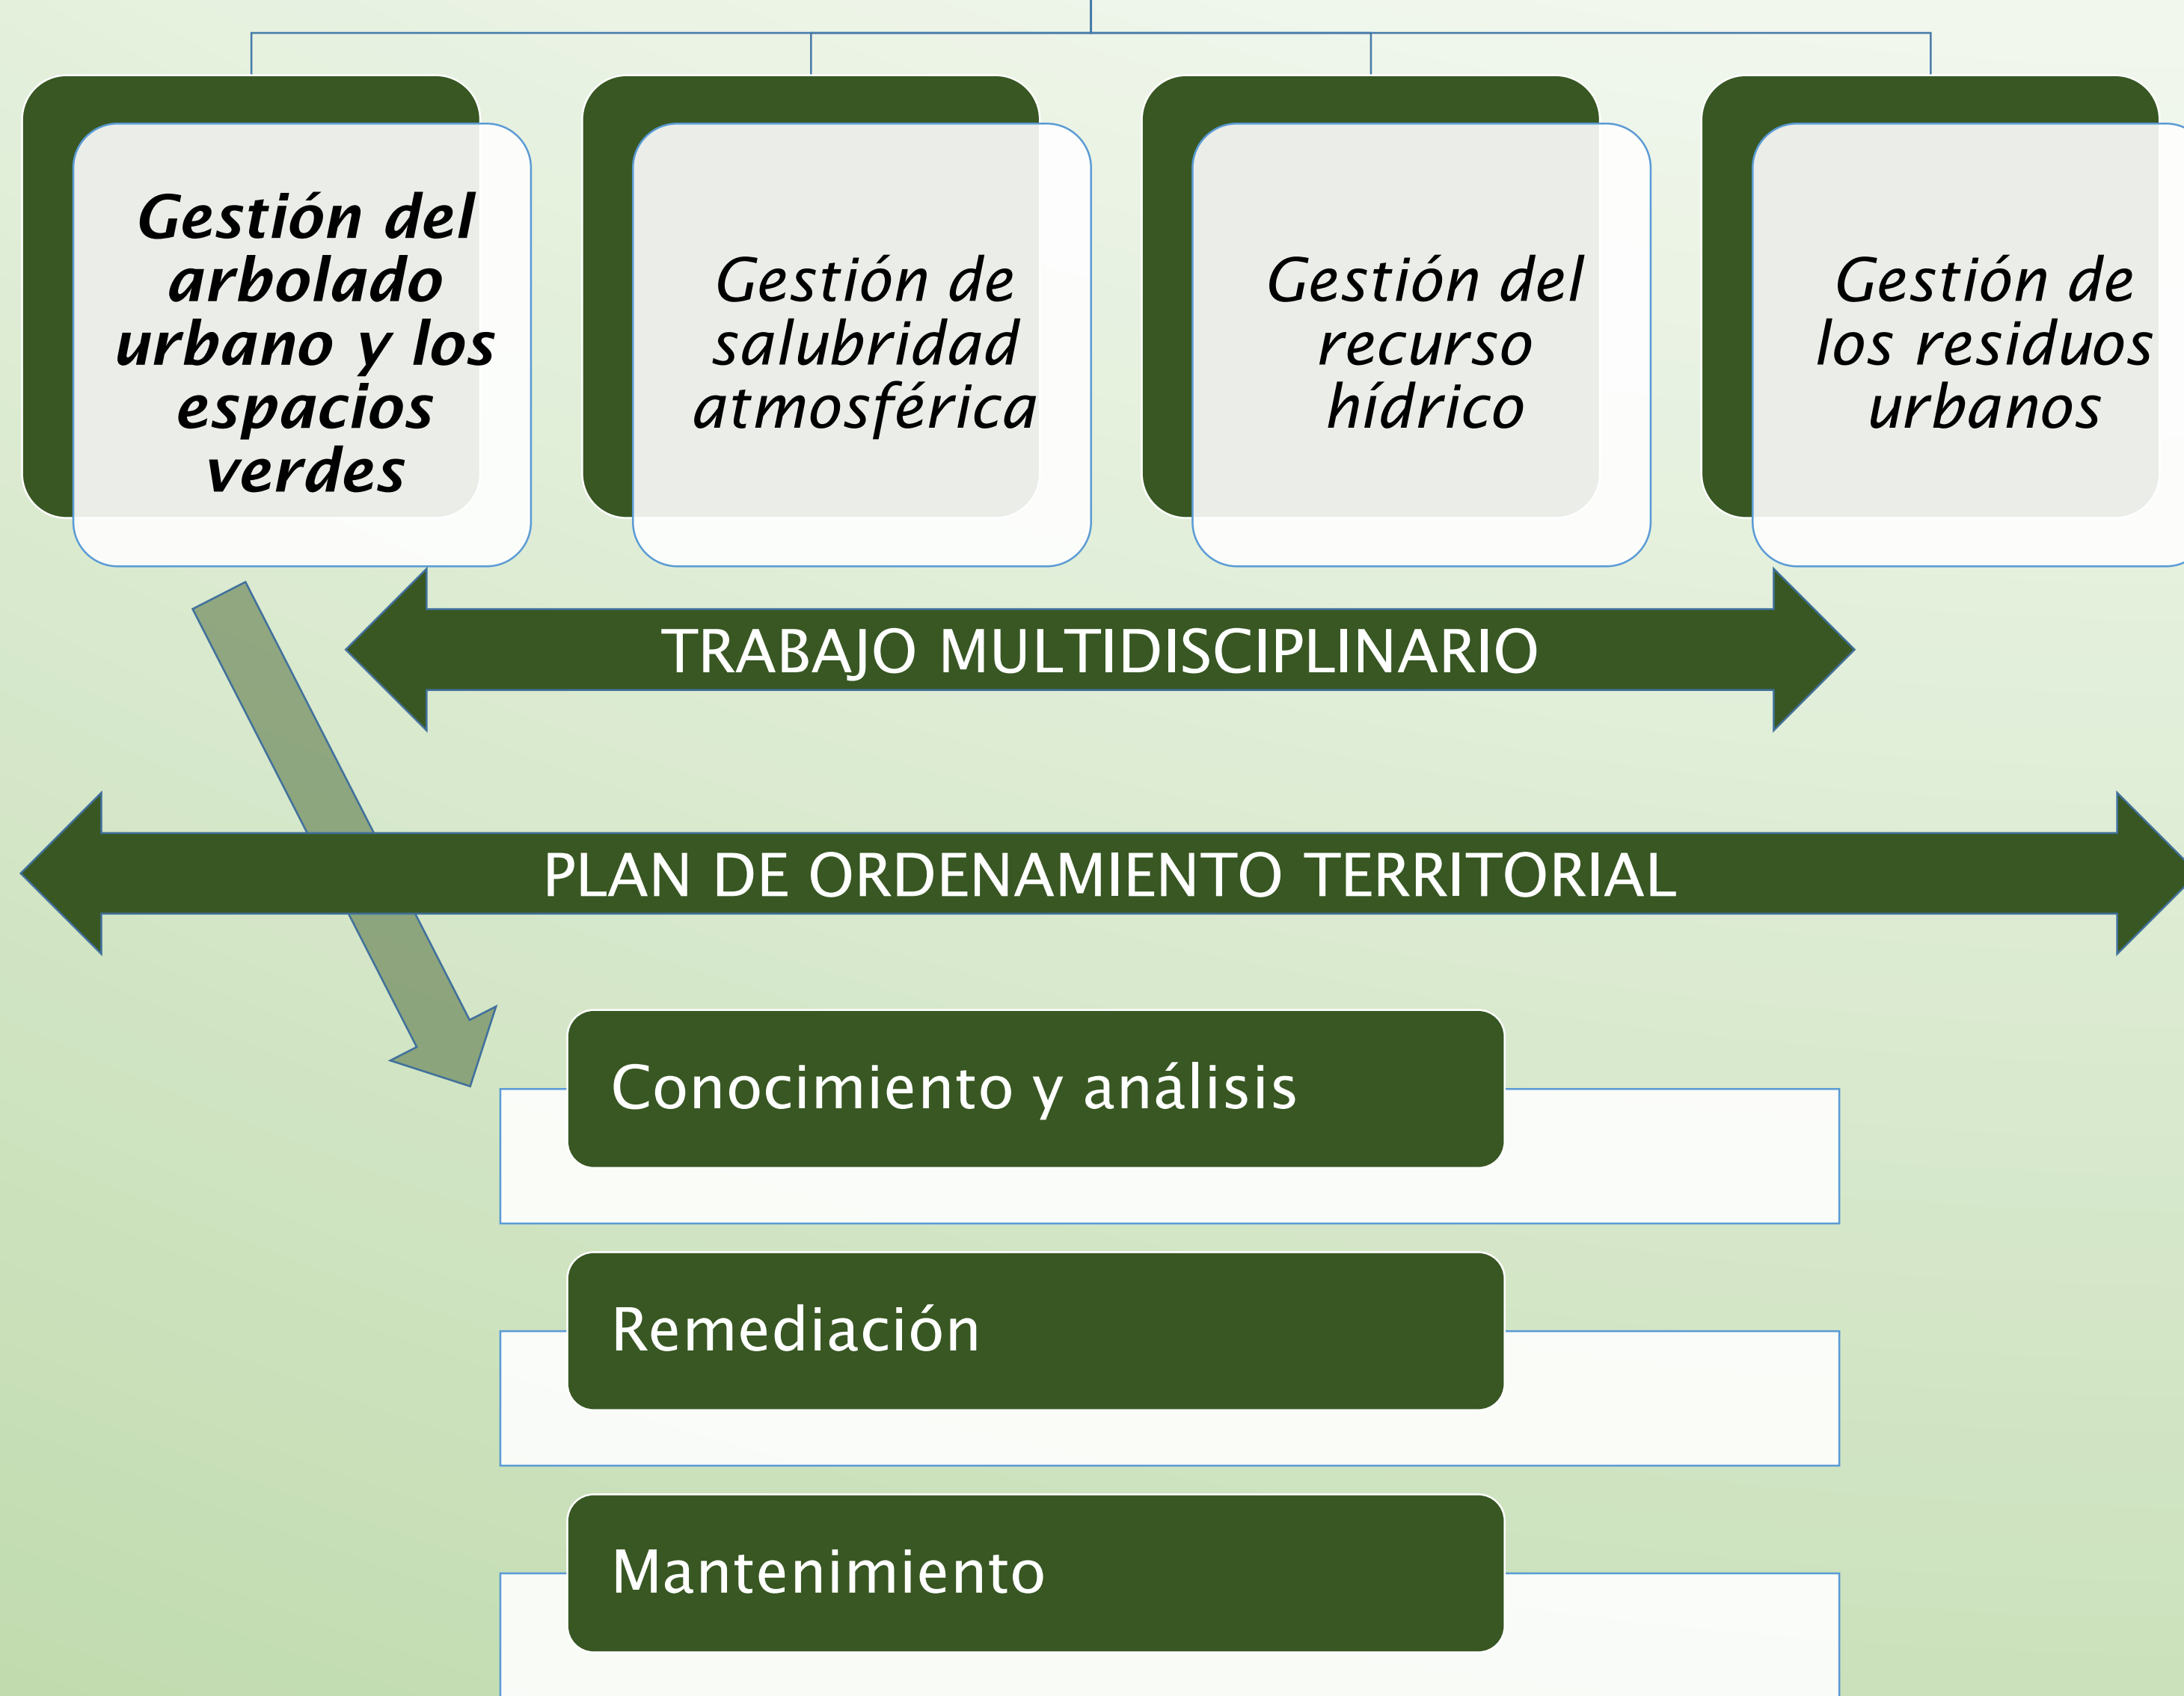 Gestión del
arbolado
urbano y los
espacios
verdes
Gestión de
salubridad
atmosférica
Gestión del
recurso
hídrico
Gestión de
los residuos
urbanos
TRABAJO MULTIDISCIPLINARIO
PLAN DE ORDENAMIENTO TERRITORIAL
Conocimiento y análisis
Remediación
Mantenimiento